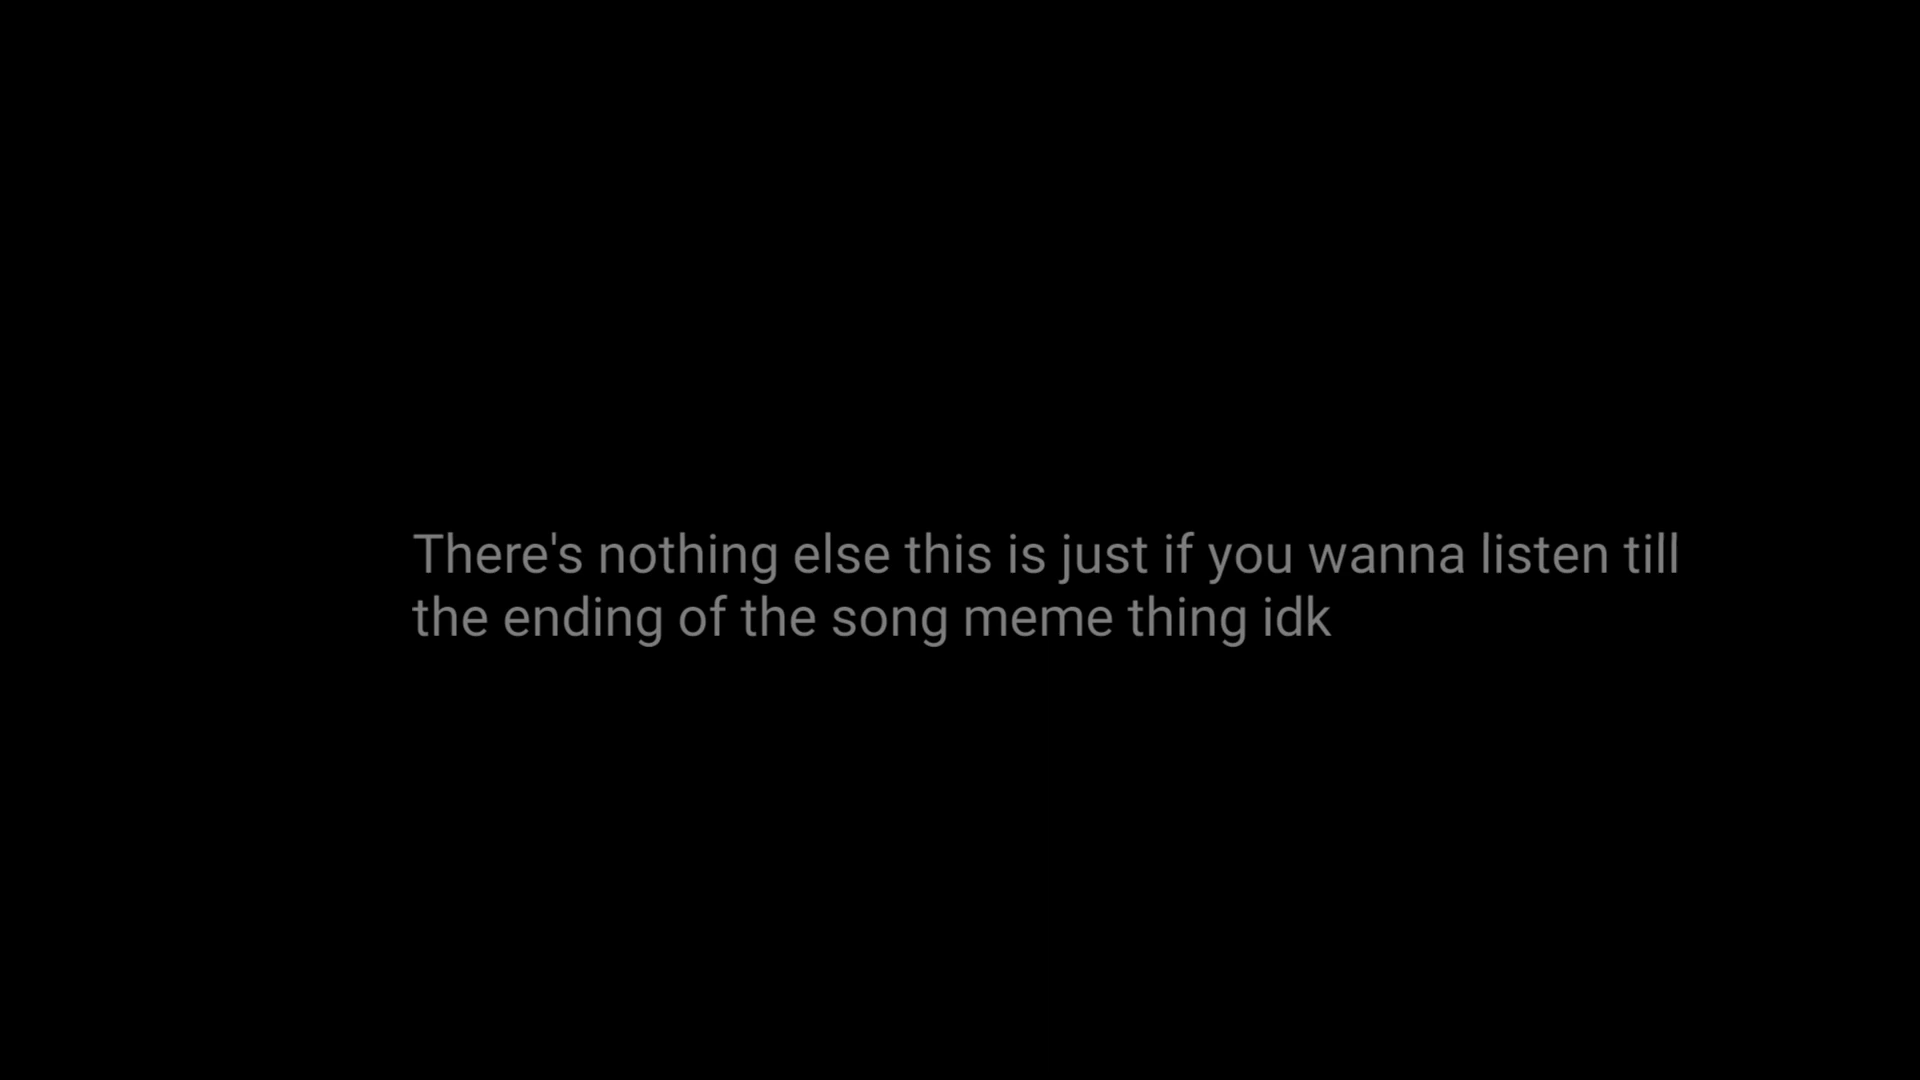 There's nothing else this is just if you wanna listen till
the ending of the song meme thing idk